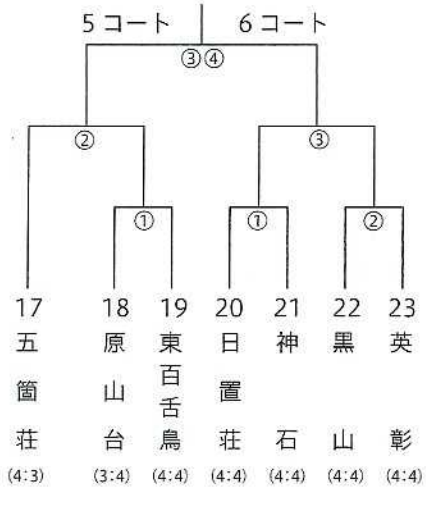 5コート 6コート
③④
② ③
① ① ②
17 18 19 20 21 22 23
五箇荘 原山台 東百舌鳥 日置荘 神石 黒山 英彰
(4:3) (3:4) (4:4) (4:4) (4:4) (4:4) (4:4)